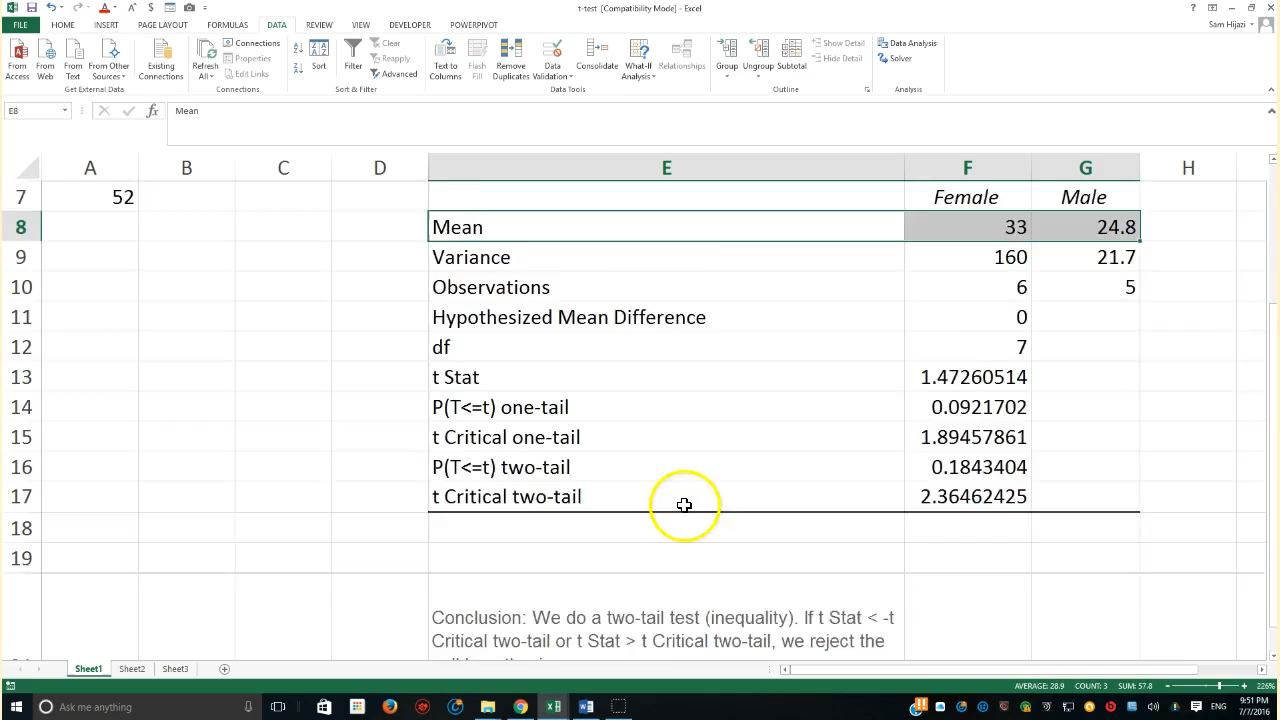 t-test [Compatibility Mode] - Excel
FILE HOME INSERT PAGE LAYOUT FORMULAS DATA REVIEW VIEW DEVELOPER POWERPIVOT Sam Hijazi
From Access
From Web
From Text
From Other Sources
Existing Connections
Refresh All
Connections
Properties
Edit Links
Sort
Filter
Clear
Reapply
Advanced
Text to Columns
Flash Fill
Remove Duplicates
Data Validation
Consolidate
What-If Analysis
Relationships
Group
Ungroup
Subtotal
Show Detail
Hide Detail
Data Analysis
Solver
Get External Data Connections Sort & Filter Data Tools Outline Analysis
E8 fx Mean
A B C D E F G H
7 52 Female Male
8 Mean 33 24.8
9 Variance 160 21.7
10 Observations 6 5
11 Hypothesized Mean Difference 0
12 df 7
13 t Stat 1.47260514
14 P(T<=t) one-tail 0.0921702
15 t Critical one-tail 1.89457861
16 P(T<=t) two-tail 0.1843404
17 t Critical two-tail 2.36462425
18
19
Conclusion: We do a two-tail test (inequality). If t Stat < -t
Critical two-tail or t Stat > t Critical two-tail, we reject the
Sheet1 Sheet2 Sheet3
AVERAGE: 28.9 COUNT: 3 SUM: 57.8 226%
Ask me anything
ENG 9:51 PM
7/7/2016